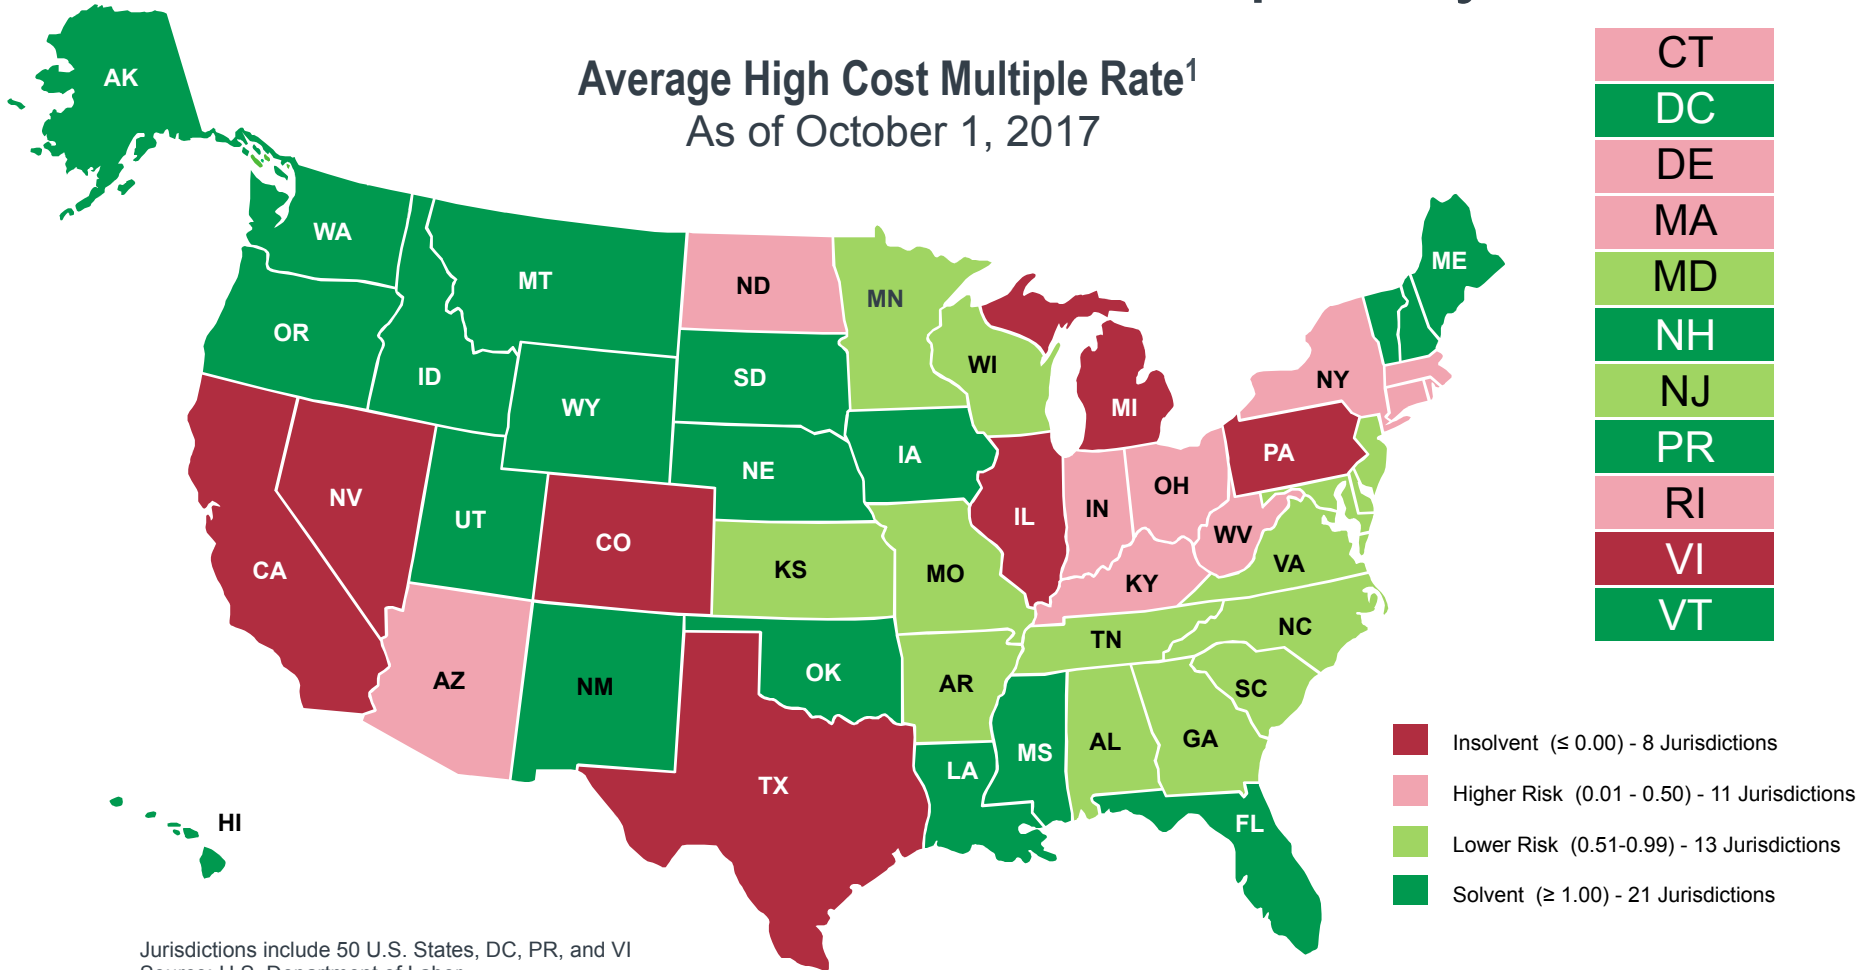 Average High Cost Multiple Rate1
As of October 1, 2017
AK
WA
MT
ND
MN
OR
ID
SD
WI
MI
NY
ME
WY
NV
UT
CO
NE
IA
IL
IN
OH
PA
WV
CA
KS
MO
KY
VA
AZ
NM
OK
AR
TN
NC
SC
TX
LA
MS
AL
GA
FL
HI
CT
DC
DE
MA
MD
NH
NJ
PR
RI
VI
VT
Insolvent (≤ 0.00) - 8 Jurisdictions
Higher Risk (0.01 - 0.50) - 11 Jurisdictions
Lower Risk (0.51-0.99) - 13 Jurisdictions
Solvent (≥ 1.00) - 21 Jurisdictions
Jurisdictions include 50 U.S. States, DC, PR, and VI
Source: U.S. Department of Labor